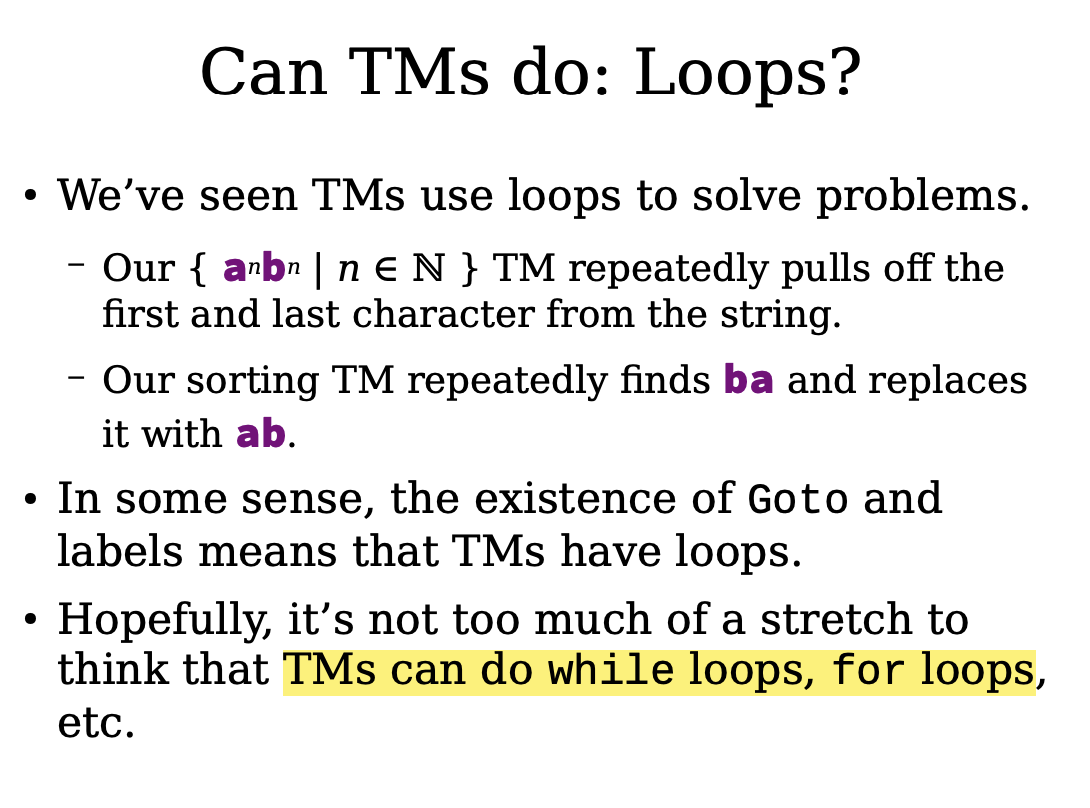 Can TMs do: Loops?
• We’ve seen TMs use loops to solve problems.
– Our { aⁿbⁿ | n ∈ ℕ } TM repeatedly pulls off the
first and last character from the string.
– Our sorting TM repeatedly finds ba and replaces
it with ab.
• In some sense, the existence of Goto and
labels means that TMs have loops.
• Hopefully, it’s not too much of a stretch to
think that TMs can do while loops, for loops,
etc.